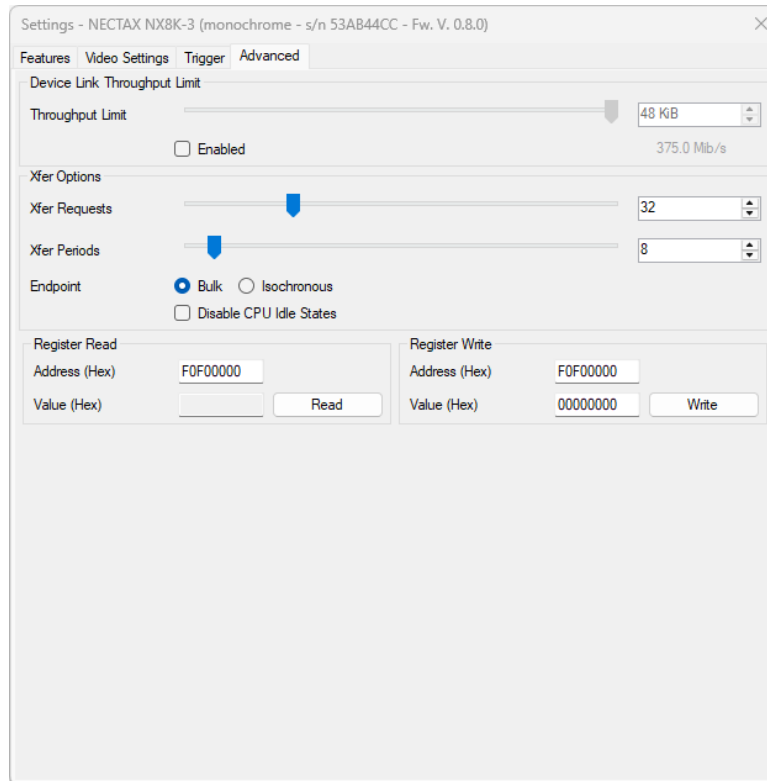 Settings - NECTAX NX8K-3 (monochrome - s/n 53AB44CC - Fw. V. 0.8.0)
Features Video Settings Trigger Advanced
Device Link Throughput Limit
Throughput Limit 48 KiB
Enabled 375.0 Mib/s
Xfer Options
Xfer Requests 32
Xfer Periods 8
Endpoint Bulk Isochronous
Disable CPU Idle States
Register Read
Address (Hex) F0F00000
Value (Hex) Read
Register Write
Address (Hex) F0F00000
Value (Hex) 00000000 Write